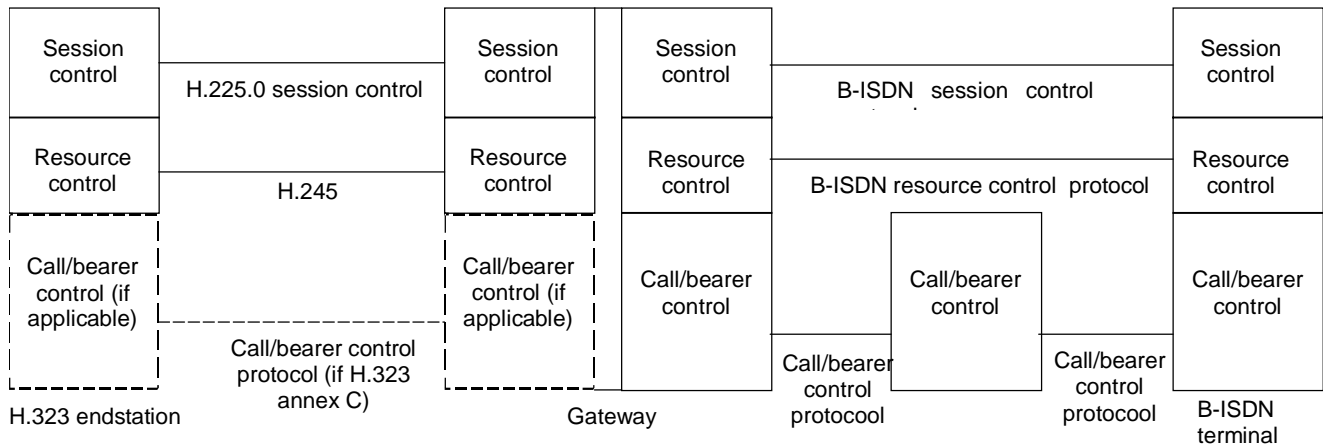 Session
control
Session
control
Session
control
Session
control
H.225.0 session control
B-ISDN session control
Resource
control
Resource
control
Resource
control
Resource
control
H.245
B-ISDN resource control protocol
Call/bearer
control (if
applicable)
Call/bearer
control (if
applicable)
Call/bearer
control
Call/bearer
control
Call/bearer
control
Call/bearer control
protocol (if H.323
annex C)
Call/bearer
control
protocool
Call/bearer
control
protocool
H.323 endstation
Gateway
B-ISDN
terminal